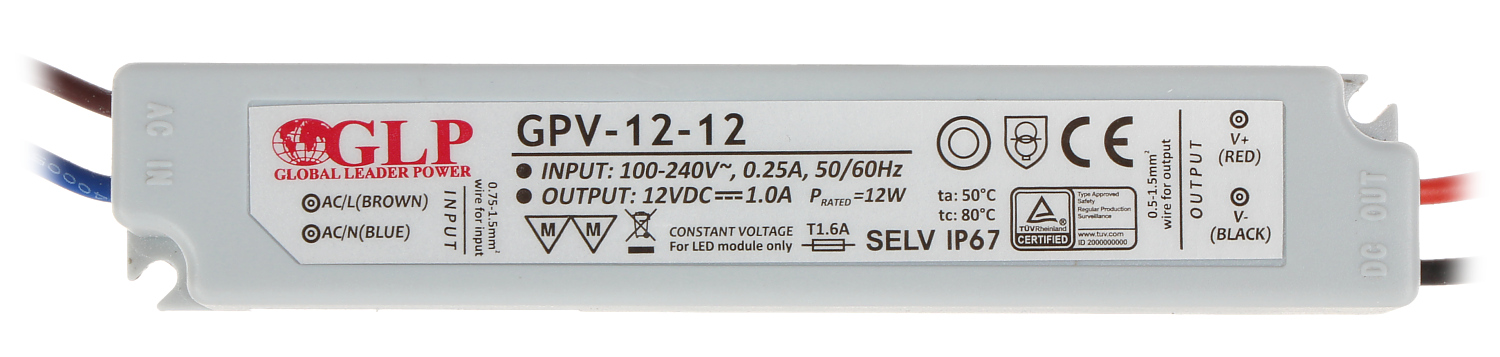 AC IN
GLP
GLOBAL LEADER POWER
AC/L(BROWN)
AC/N(BLUE)
INPUT
0.75-1.5mm²
wire for input
GPV-12-12
INPUT: 100-240V~, 0.25A, 50/60Hz
OUTPUT: 12VDC⎓1.0A PRATED=12W
M M
CONSTANT VOLTAGE
For LED module only
T1.6A
SELV IP67
CE
ta: 50°C
tc: 80°C
TÜVRheinland
CERTIFIED
Type Approved
Safety
Regular Production
Surveillance
www.tuv.com
ID 2000000000
0.5-1.5mm²
wire for output
OUTPUT
V+
(RED)
V-
(BLACK)
DC OUT